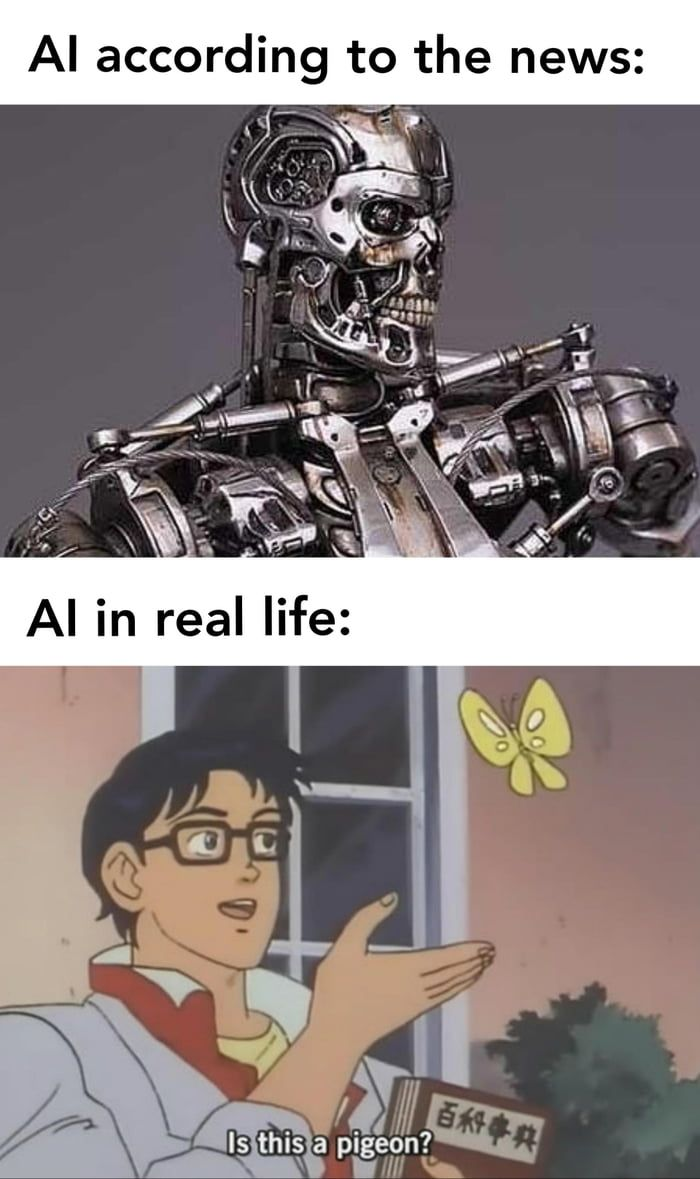 AI according to the news:
AI in real life:
百科事典
Is this a pigeon?